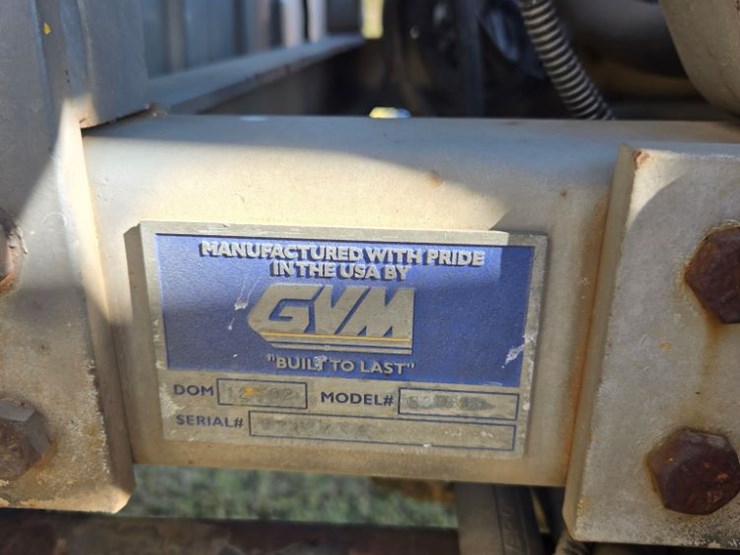 MANUFACTURED WITH PRIDE
IN THE USA BY
GVM
"BUILT TO LAST"
DOM MODEL#
SERIAL#